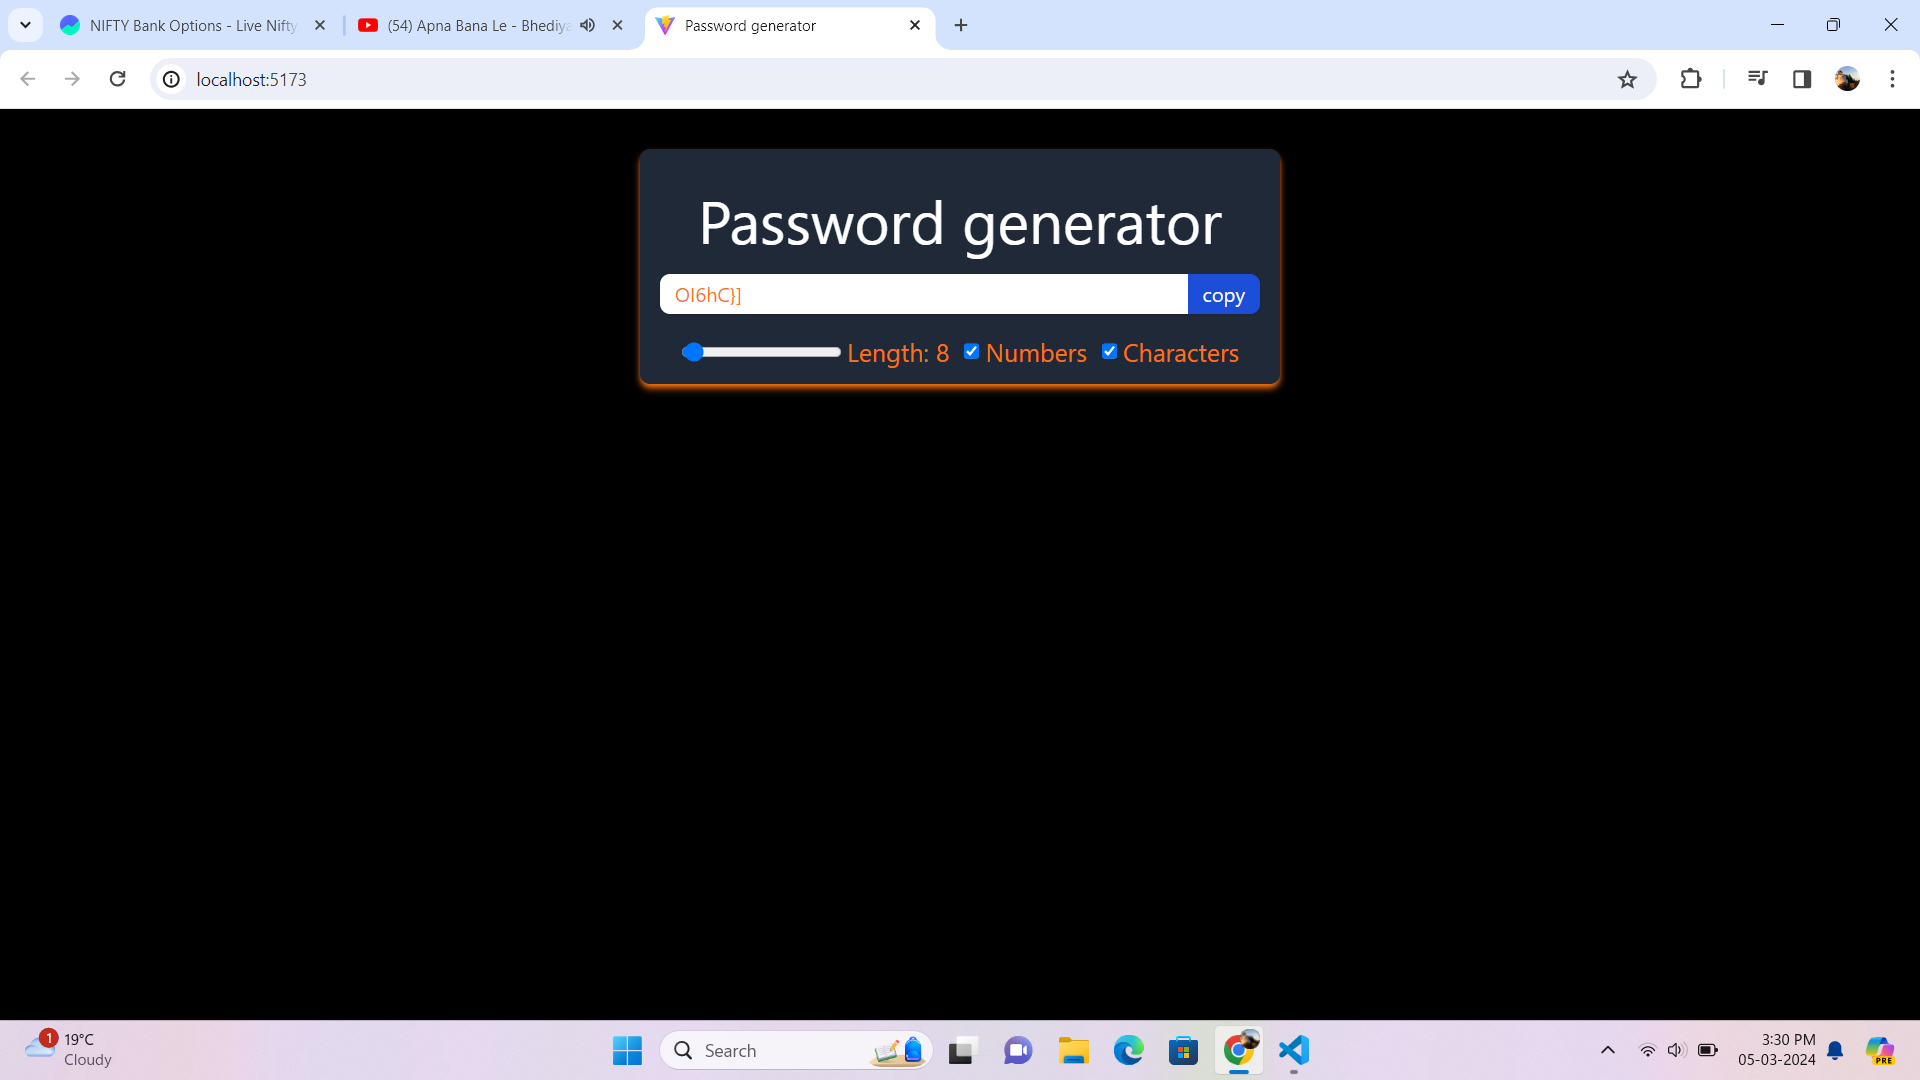 NIFTY Bank Options - Live Nifty
(54) Apna Bana Le - Bhediya
Password generator
localhost:5173
Password generator
copy
Length: 8
Numbers
Characters
1
19°C
Cloudy
Search
3:30 PM
05-03-2024
PRE